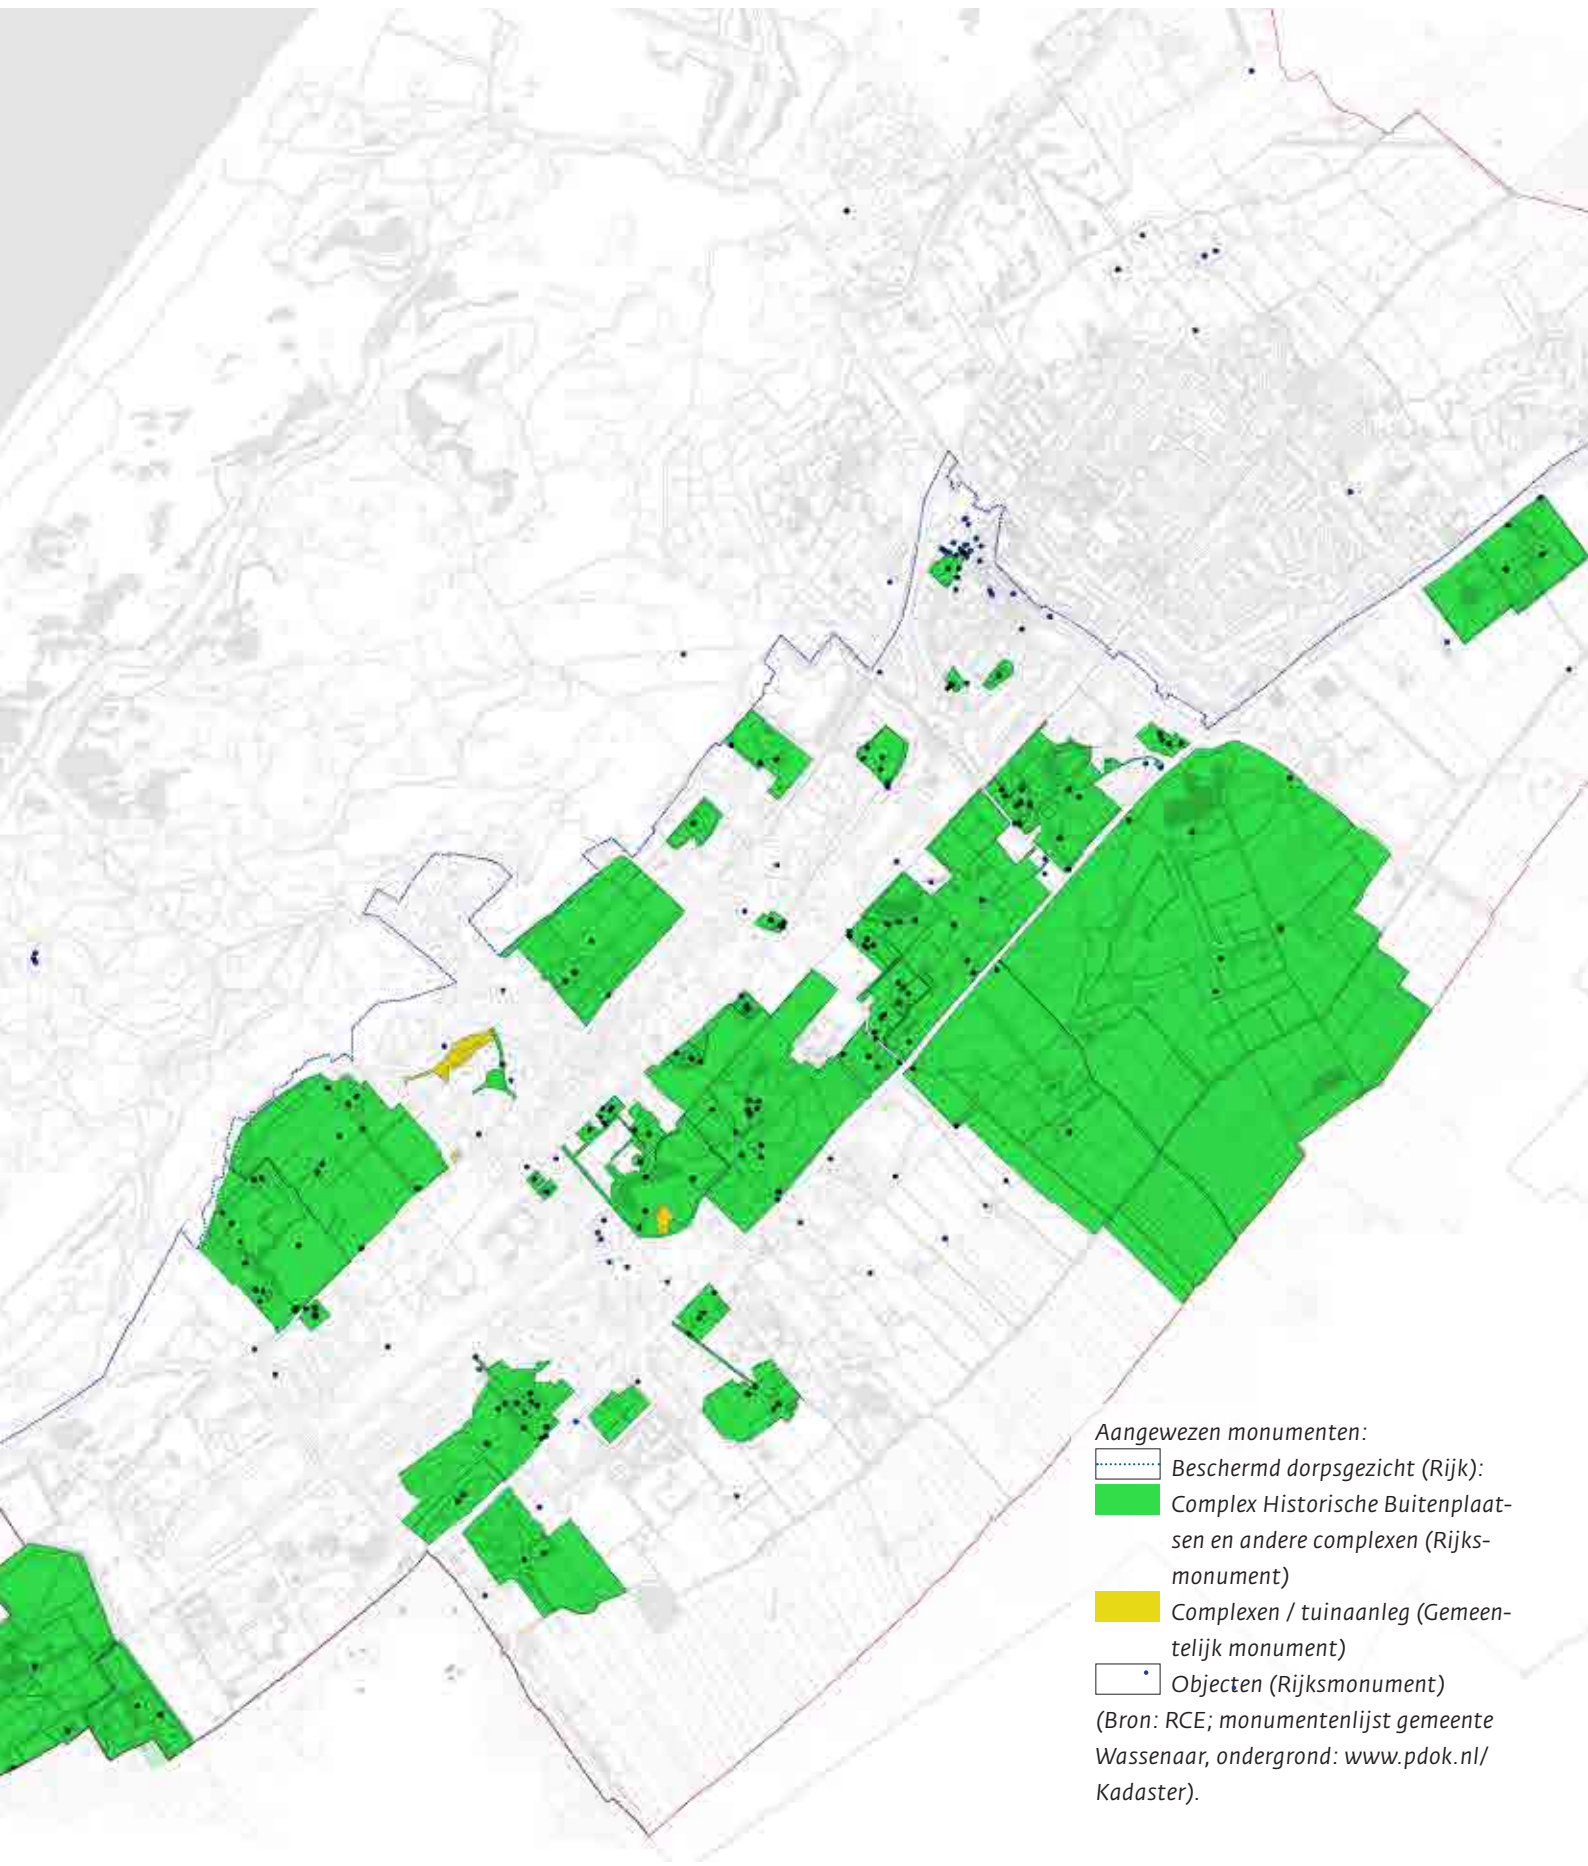 Aangewezen monumenten:
Beschermd dorpsgezicht (Rijk):
Complex Historische Buitenplaat-
sen en andere complexen (Rijks-
monument)
Complexen / tuinaanleg (Gemeen-
telijk monument)
Objecten (Rijksmonument)
(Bron: RCE; monumentenlijst gemeente
Wassenaar, ondergrond: www.pdok.nl/
Kadaster).